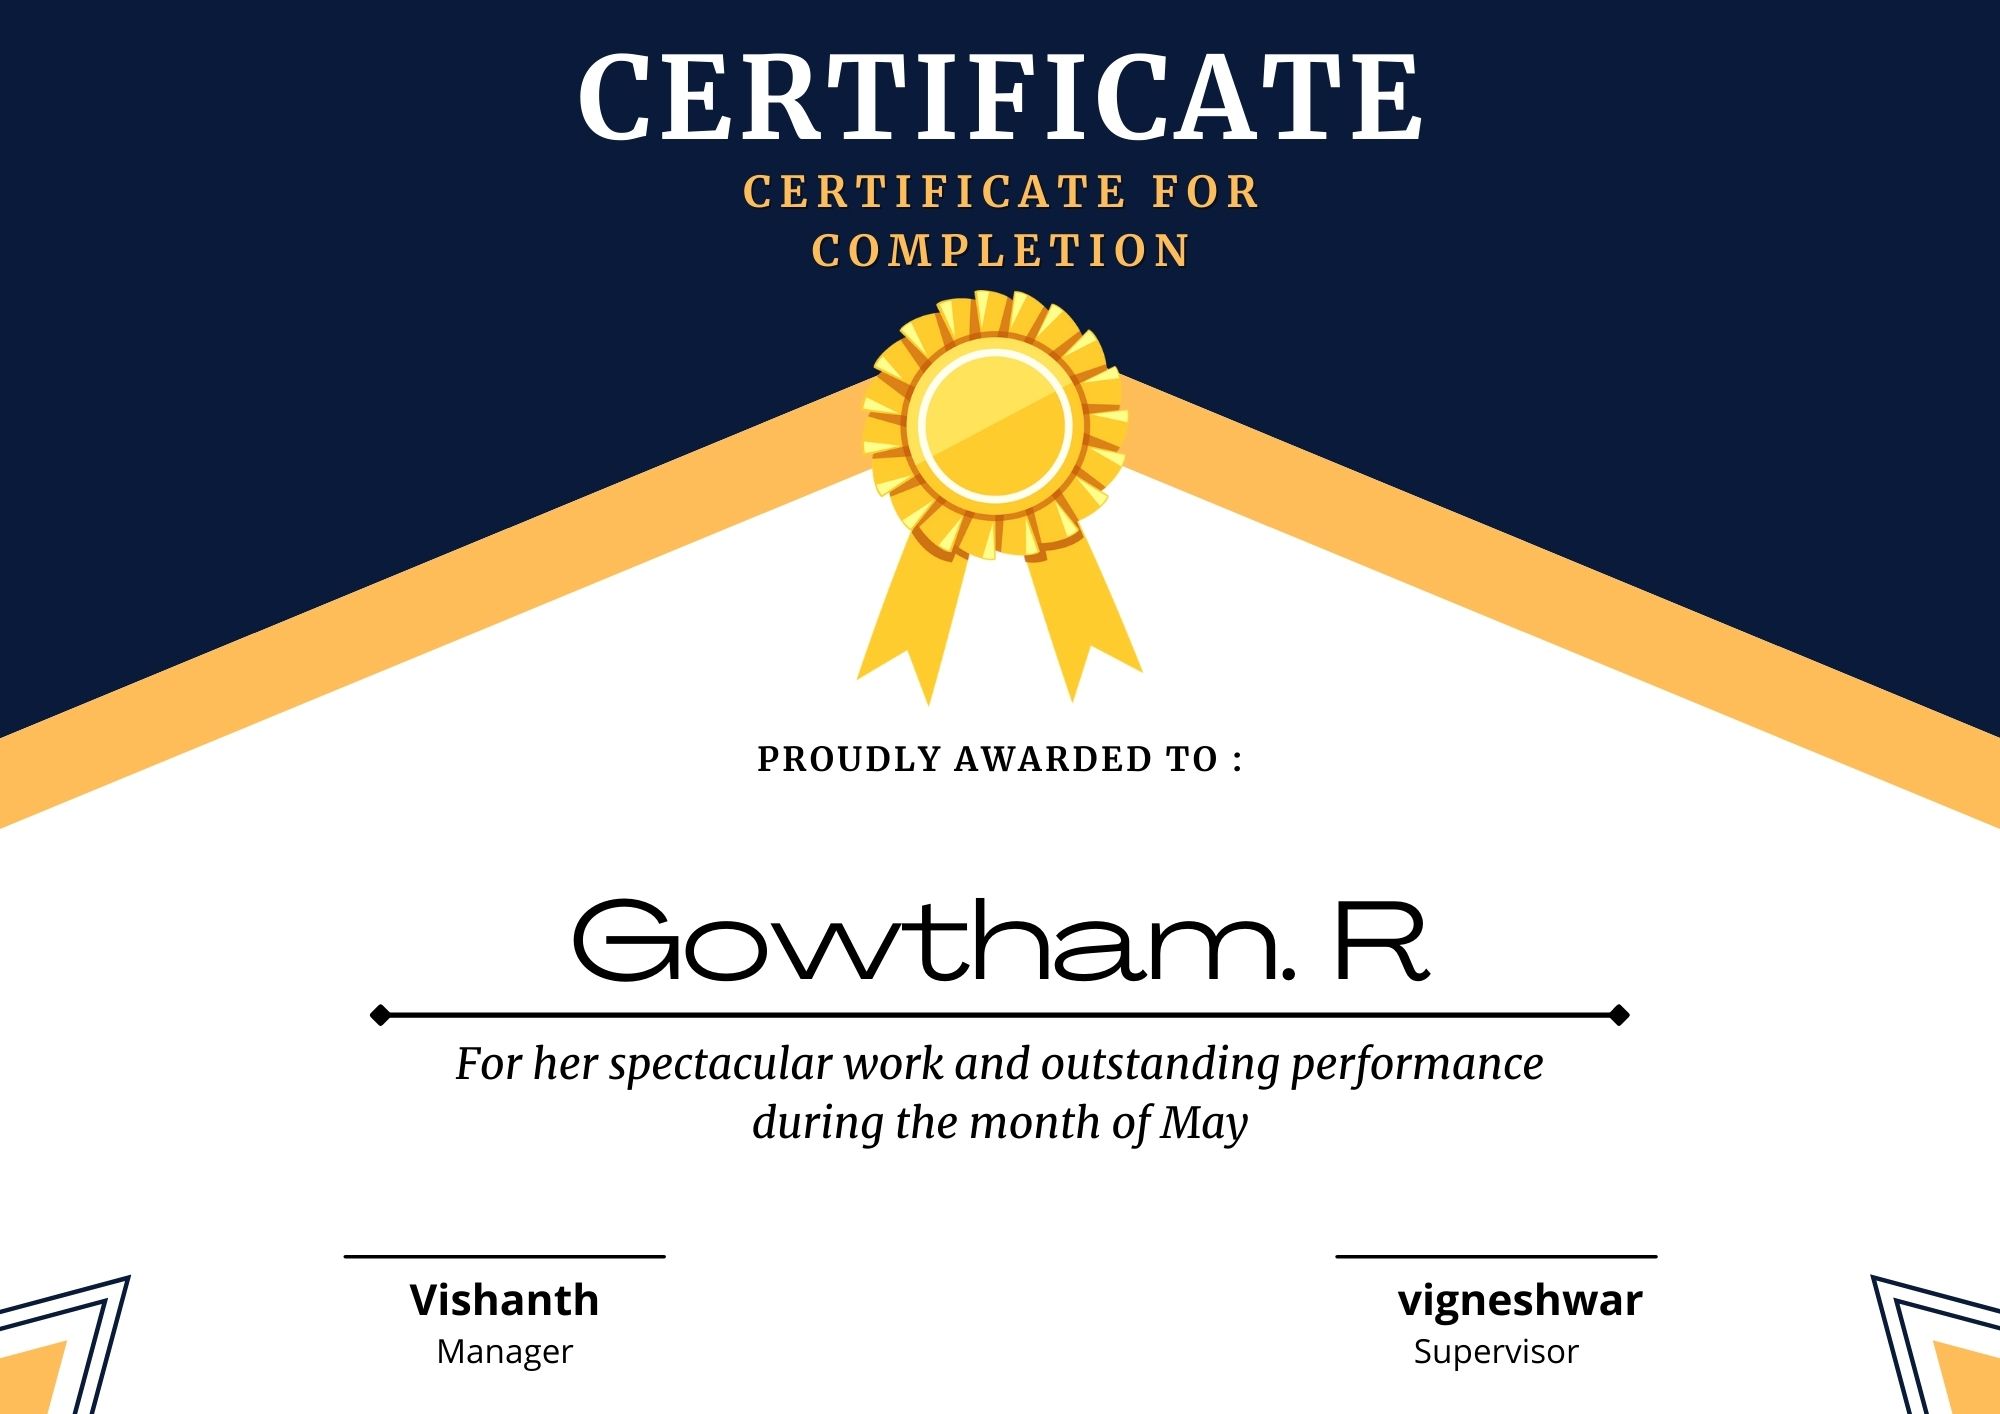 CERTIFICATE
CERTIFICATE FOR
COMPLETION
PROUDLY AWARDED TO :
Gowtham. R
For her spectacular work and outstanding performance
during the month of May
Vishanth
Manager
vigneshwar
Supervisor